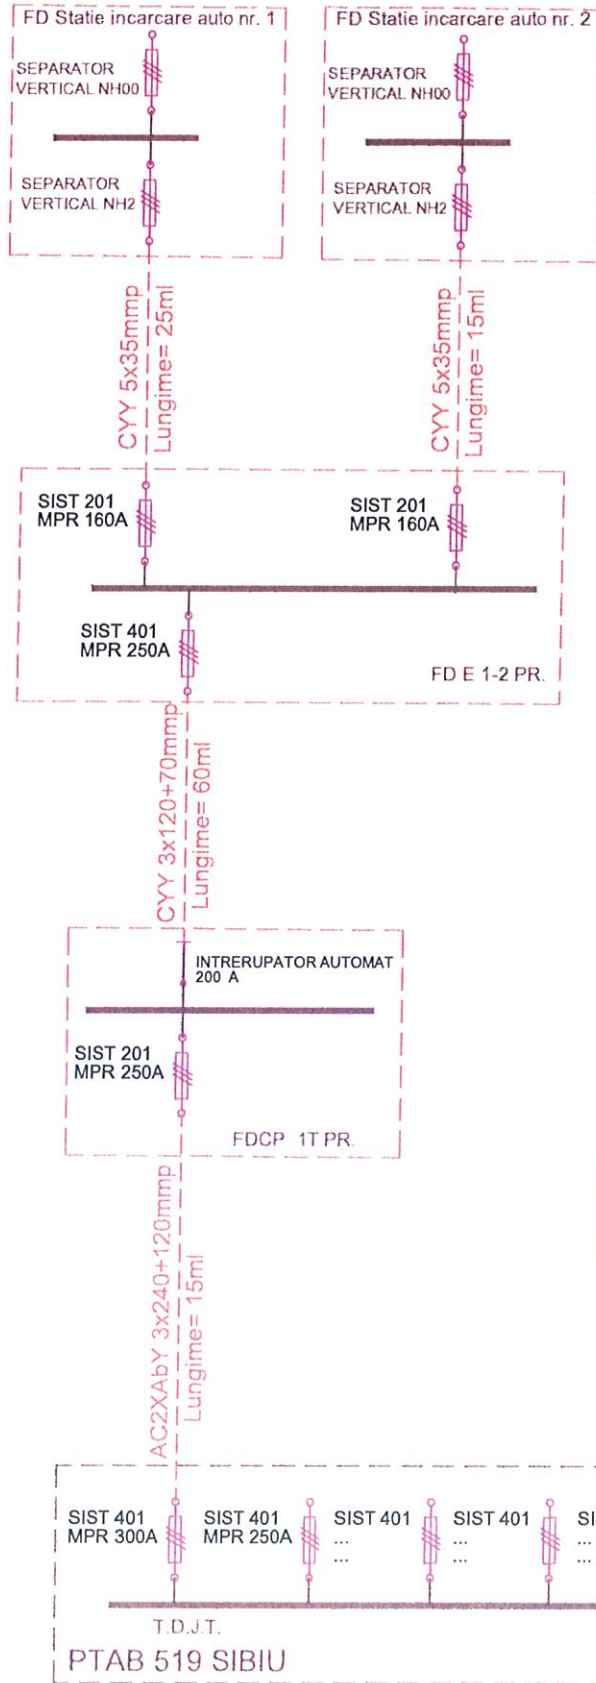 FD Statie incarcare auto nr. 1
FD Statie incarcare auto nr. 2
SEPARATOR
VERTICAL NH00
SEPARATOR
VERTICAL NH00
SEPARATOR
VERTICAL NH2
SEPARATOR
VERTICAL NH2
CYY 5x35mmp
Lungime= 25ml
CYY 5x35mmp
Lungime= 15ml
SIST 201
MPR 160A
SIST 201
MPR 160A
SIST 401
MPR 250A
FD E 1-2 PR.
CYY 3x120+70mmp
Lungime= 60ml
INTRERUPATOR AUTOMAT
200 A
SIST 201
MPR 250A
FDCP 1T PR.
AC2XAbY 3x240+120mmp
Lungime= 15ml
SIST 401
MPR 300A
SIST 401
MPR 250A
SIST 401
...
...
SIST 401
...
...
SI
...
...
T.D.J.T.
PTAB 519 SIBIU